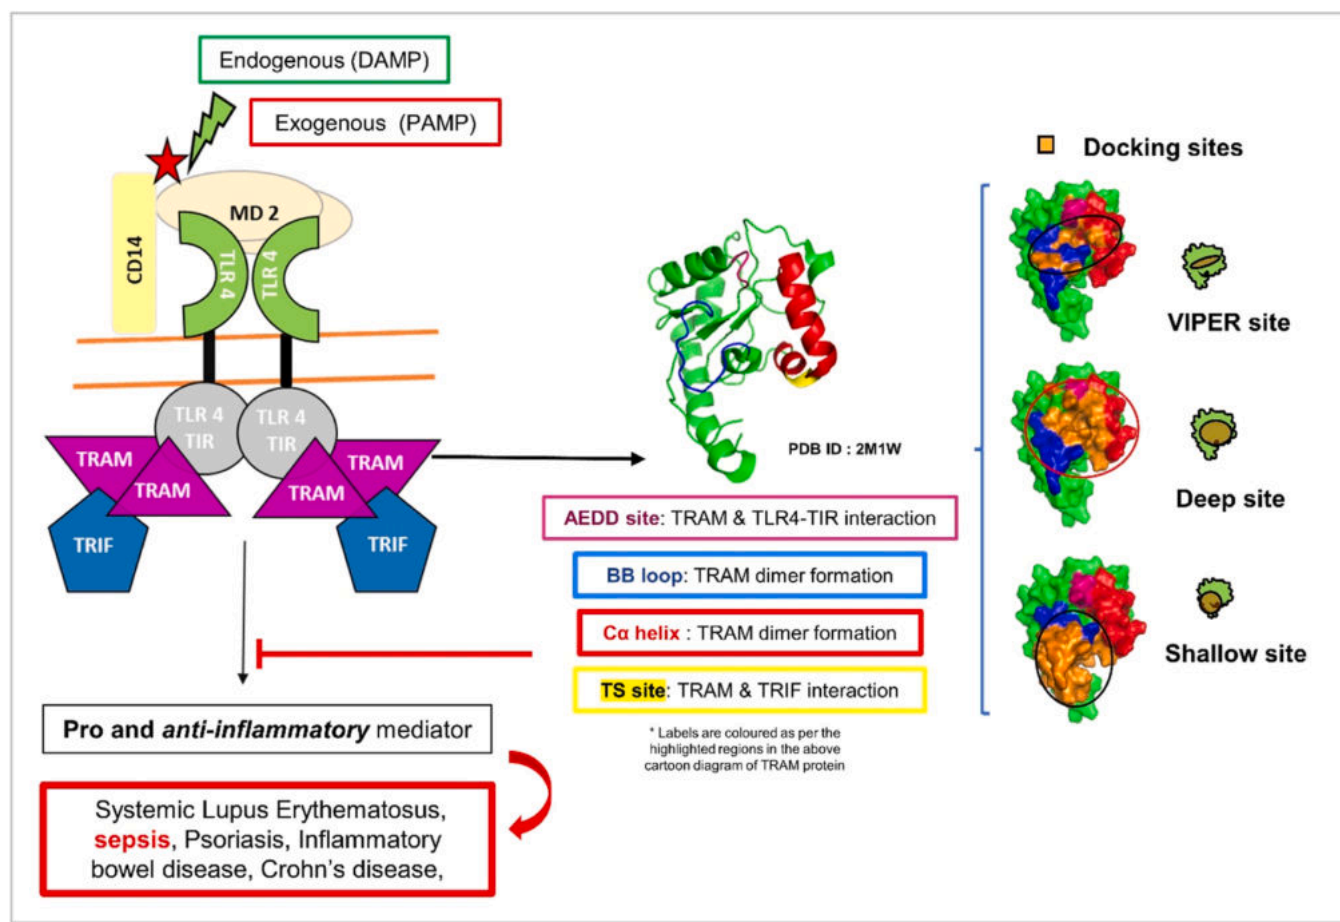 Endogenous (DAMP)
Exogenous (PAMP)
CD14
MD 2
TLR 4
TLR 4
TLR 4
TIR
TLR 4
TIR
TRAM
TRAM
TRAM
TRAM
TRIF
TRIF
Pro and anti-inflammatory mediator
Systemic Lupus Erythematosus,
sepsis, Psoriasis, Inflammatory
bowel disease, Crohn's disease,
PDB ID : 2M1W
AEDD site: TRAM & TLR4-TIR interaction
BB loop: TRAM dimer formation
Cα helix : TRAM dimer formation
TS site: TRAM & TRIF interaction
* Labels are coloured as per the
highlighted regions in the above
cartoon diagram of TRAM protein
Docking sites
VIPER site
Deep site
Shallow site